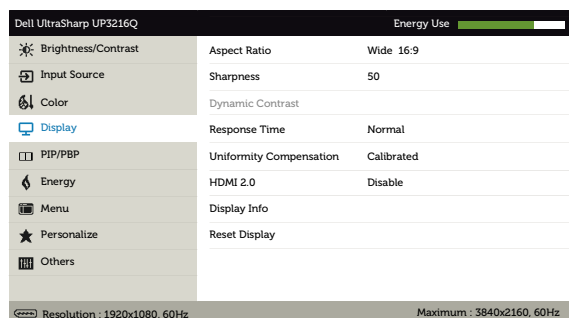 Dell UltraSharp UP3216Q Energy Use
Brightness/Contrast
Input Source
Color
Display
PIP/PBP
Energy
Menu
Personalize
Others
Aspect Ratio Wide 16:9
Sharpness 50
Dynamic Contrast
Response Time Normal
Uniformity Compensation Calibrated
HDMI 2.0 Disable
Display Info
Reset Display
Resolution : 1920x1080, 60Hz Maximum : 3840x2160, 60Hz